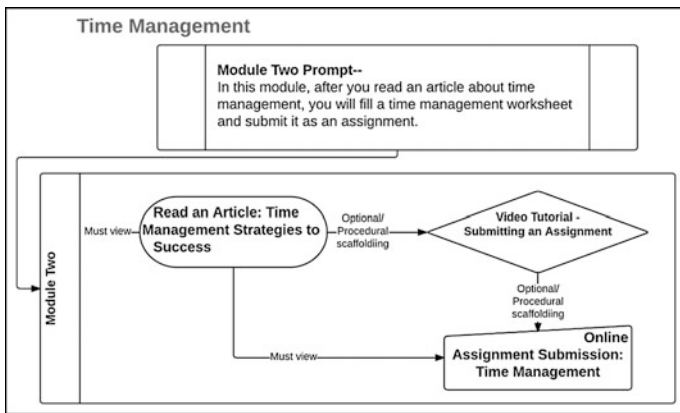 Time Management
Module Two Prompt--
In this module, after you read an article about time
management, you will fill a time management worksheet
and submit it as an assignment.
Module Two
Must view
Read an Article: Time
Management Strategies to
Success
Optional/
Procedural
scaffoldiing
Video Tutorial -
Submitting an Assignment
Optional/
Procedural
scaffoldiing
Must view
Online
Assignment Submission:
Time Management